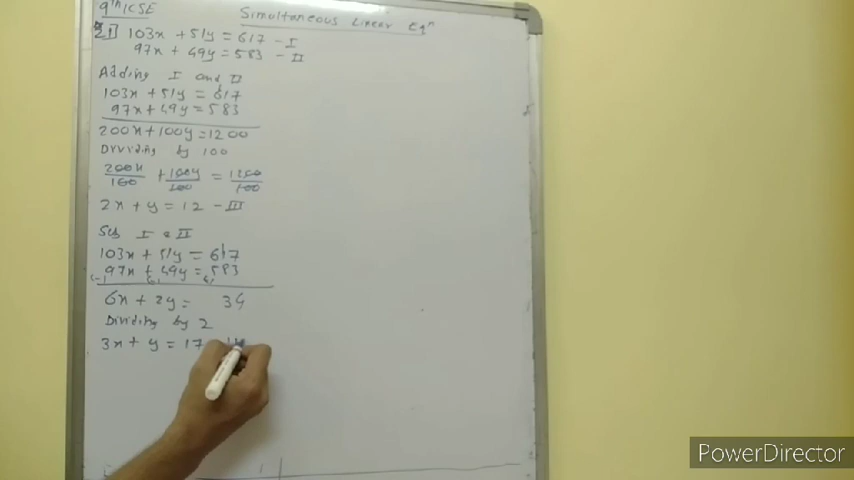 9th ICSE
Simultaneous Linear Eqn
21] 103x + 51y = 617 - I
97x + 49y = 583 - II
Adding I and II
103x + 51y = 617
97x + 49y = 583
200x + 100y = 1200
Dividing by 100
200x/100 + 100y/100 = 1200/100
2x + y = 12 - III
Sub I & II
103x + 51y = 617
97x + 49y = 583
(-) (-) (-)
6x + 2y = 34
Dividing by 2
3x + y = 17
PowerDirector